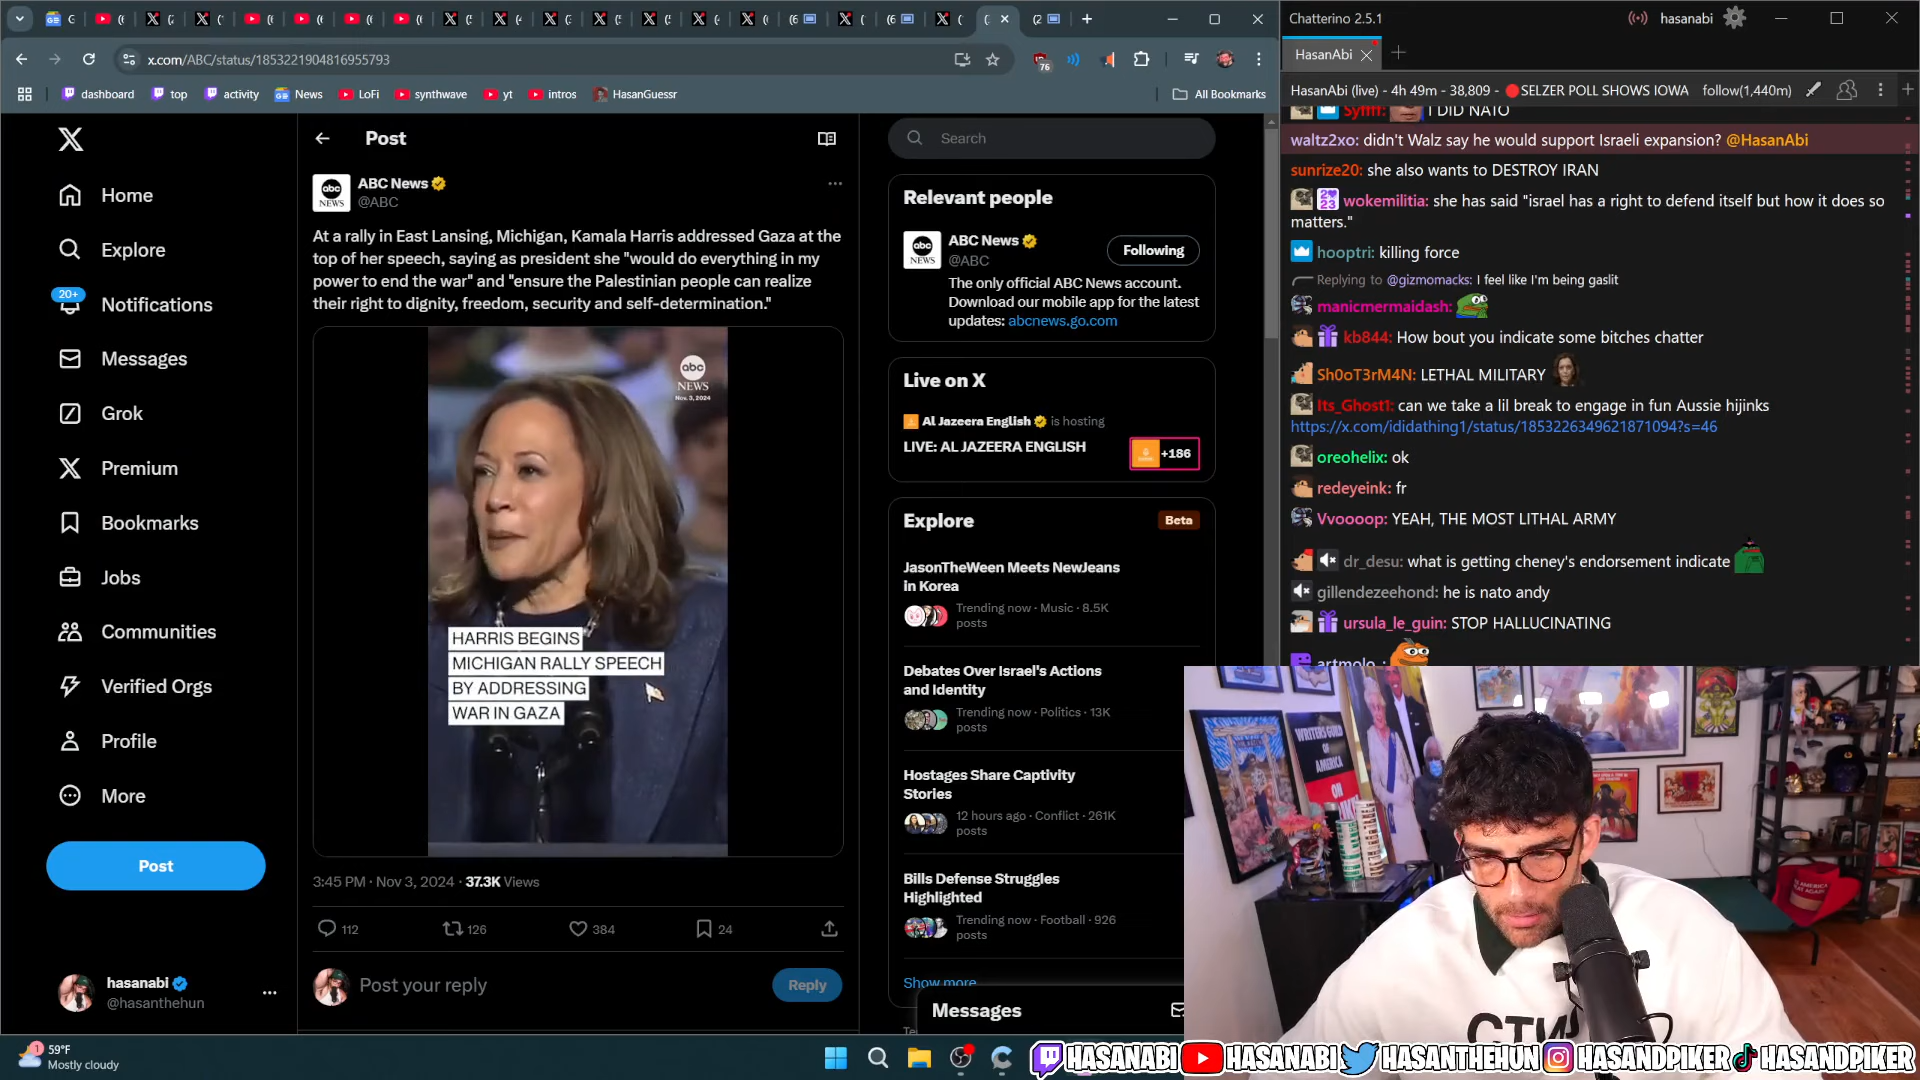 x.com/ABC/status/1853221904816955793
76
dashboard
top
activity
News
LoFi
synthwave
yt
intros
HasanGuessr
All Bookmarks
Home
Explore
20+
Notifications
Messages
Grok
Premium
Bookmarks
Jobs
Communities
Verified Orgs
Profile
More
Post
hasanabi
@hasanthehun
Post
ABC News
@ABC
At a rally in East Lansing, Michigan, Kamala Harris addressed Gaza at the
top of her speech, saying as president she "would do everything in my
power to end the war" and "ensure the Palestinian people can realize
their right to dignity, freedom, security and self-determination."
abc
NEWS
Nov. 3, 2024
HARRIS BEGINS
MICHIGAN RALLY SPEECH
BY ADDRESSING
WAR IN GAZA
3:45 PM · Nov 3, 2024 · 37.3K Views
112
126
384
24
Post your reply
Reply
Search
Relevant people
ABC News
@ABC
Following
The only official ABC News account.
Download our mobile app for the latest
updates: abcnews.go.com
Live on X
Al Jazeera English is hosting
LIVE: AL JAZEERA ENGLISH
+186
Explore
Beta
JasonTheWeen Meets NewJeans
in Korea
Trending now · Music · 8.5K
posts
Debates Over Israel's Actions
and Identity
Trending now · Politics · 13K
posts
Hostages Share Captivity
Stories
12 hours ago · Conflict · 261K
posts
Bills Defense Struggles
Highlighted
Trending now · Football · 926
posts
Show more
Messages
Chatterino 2.5.1
hasanabi
HasanAbi
HasanAbi (live) - 4h 49m - 38,809 - 🔴SELZER POLL SHOWS IOWA
follow(1,440m)
Syffff: I DID NATO
waltz2xo: didn't Walz say he would support Israeli expansion? @HasanAbi
sunrize20: she also wants to DESTROY IRAN
wokemilitia: she has said "israel has a right to defend itself but how it does so
matters."
hooptri: killing force
Replying to @gizmomacks: I feel like I'm being gaslit
manicmermaidash:
kb844: How bout you indicate some bitches chatter
Sh0oT3rM4N: LETHAL MILITARY
Its_Ghost1: can we take a lil break to engage in fun Aussie hijinks
https://x.com/ididathing1/status/1853226349621871094?s=46
oreohelix: ok
redeyeink: fr
Vvoooop: YEAH, THE MOST LITHAL ARMY
dr_desu: what is getting cheney's endorsement indicate
gillendezeehond: he is nato andy
ursula_le_guin: STOP HALLUCINATING
artmolo_:
WRITERS GUILD OF
AMERICA
ON
1
59°F
Mostly cloudy
HASANABI
HASANABI
HASANTHEHUN
HASANDPIKER
HASANDPIKER